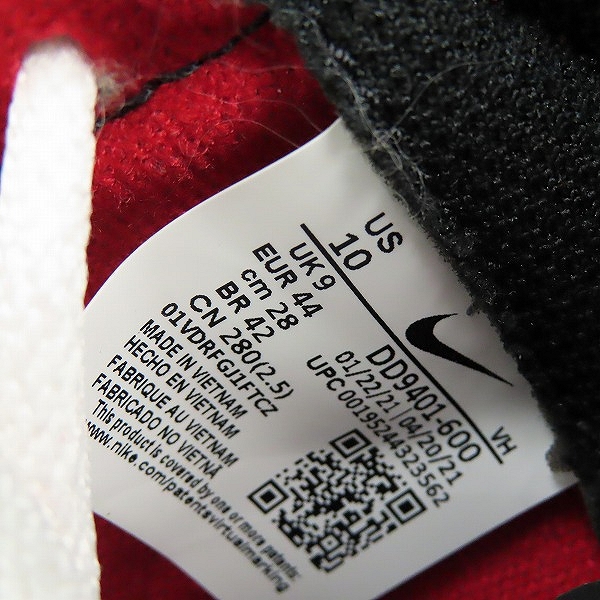 US
10
UK 9
EUR 44
cm 28
BR 42
CN 280(2.5)
01VDRFGJ1FTCZ
MADE IN VIETNAM
HECHO EN VIETNAM
FABRIQUE AU VIETNAM
FABRICADO NO VIETNÃ
This product is covered by one or more patents:
www.nike.com/patentsvirtualmarking
DD9401-600
01/22/21 | 04/20/21
UPC 00195244323562
VH